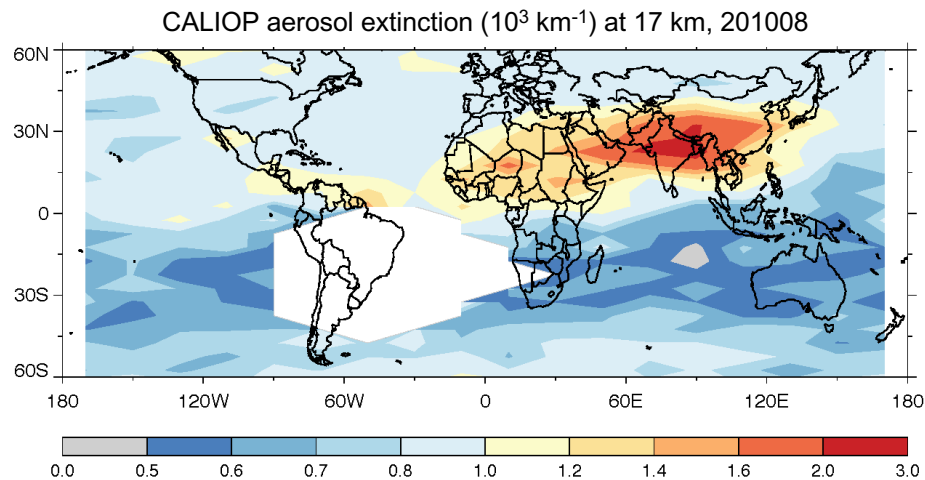 CALIOP aerosol extinction (10³ km⁻¹) at 17 km, 201008
60N
30N
0
30S
60S
180 120W 60W 0 60E 120E 180
0.0 0.5 0.6 0.7 0.8 1.0 1.2 1.4 1.6 2.0 3.0